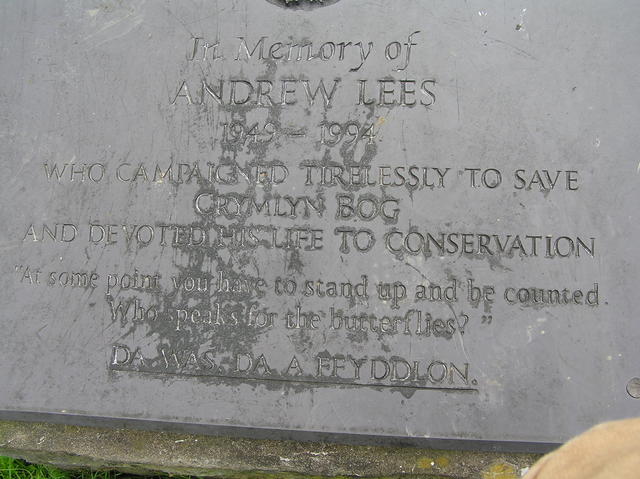 In Memory of
ANDREW LEES
1949 – 1994
WHO CAMPAIGNED TIRELESSLY TO SAVE
CRYMLYN BOG
AND DEVOTED HIS LIFE TO CONSERVATION
"At some point you have to stand up and be counted.
Who speaks for the butterflies? "
DA WAS, DA A FFYDDLON.